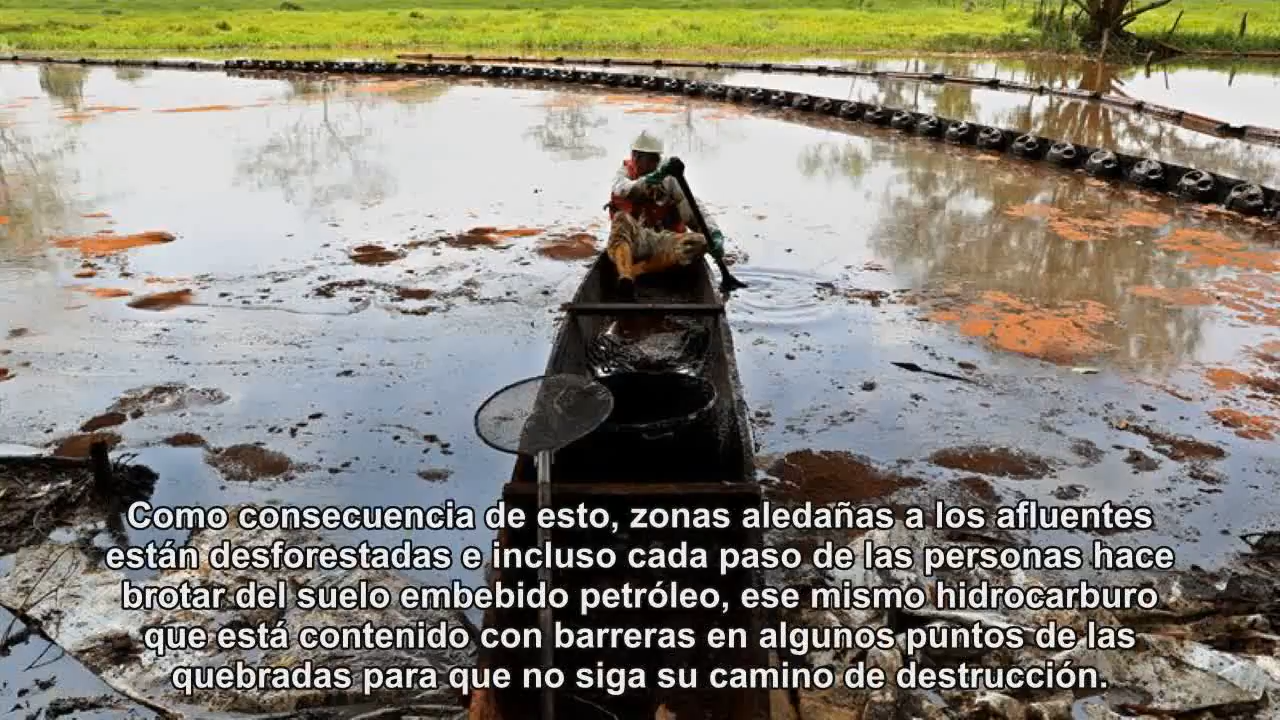 Como consecuencia de esto, zonas aledañas a los afluentes
están desforestadas e incluso cada paso de las personas hace
brotar del suelo embebido petróleo, ese mismo hidrocarburo
que está contenido con barreras en algunos puntos de las
quebradas para que no siga su camino de destrucción.